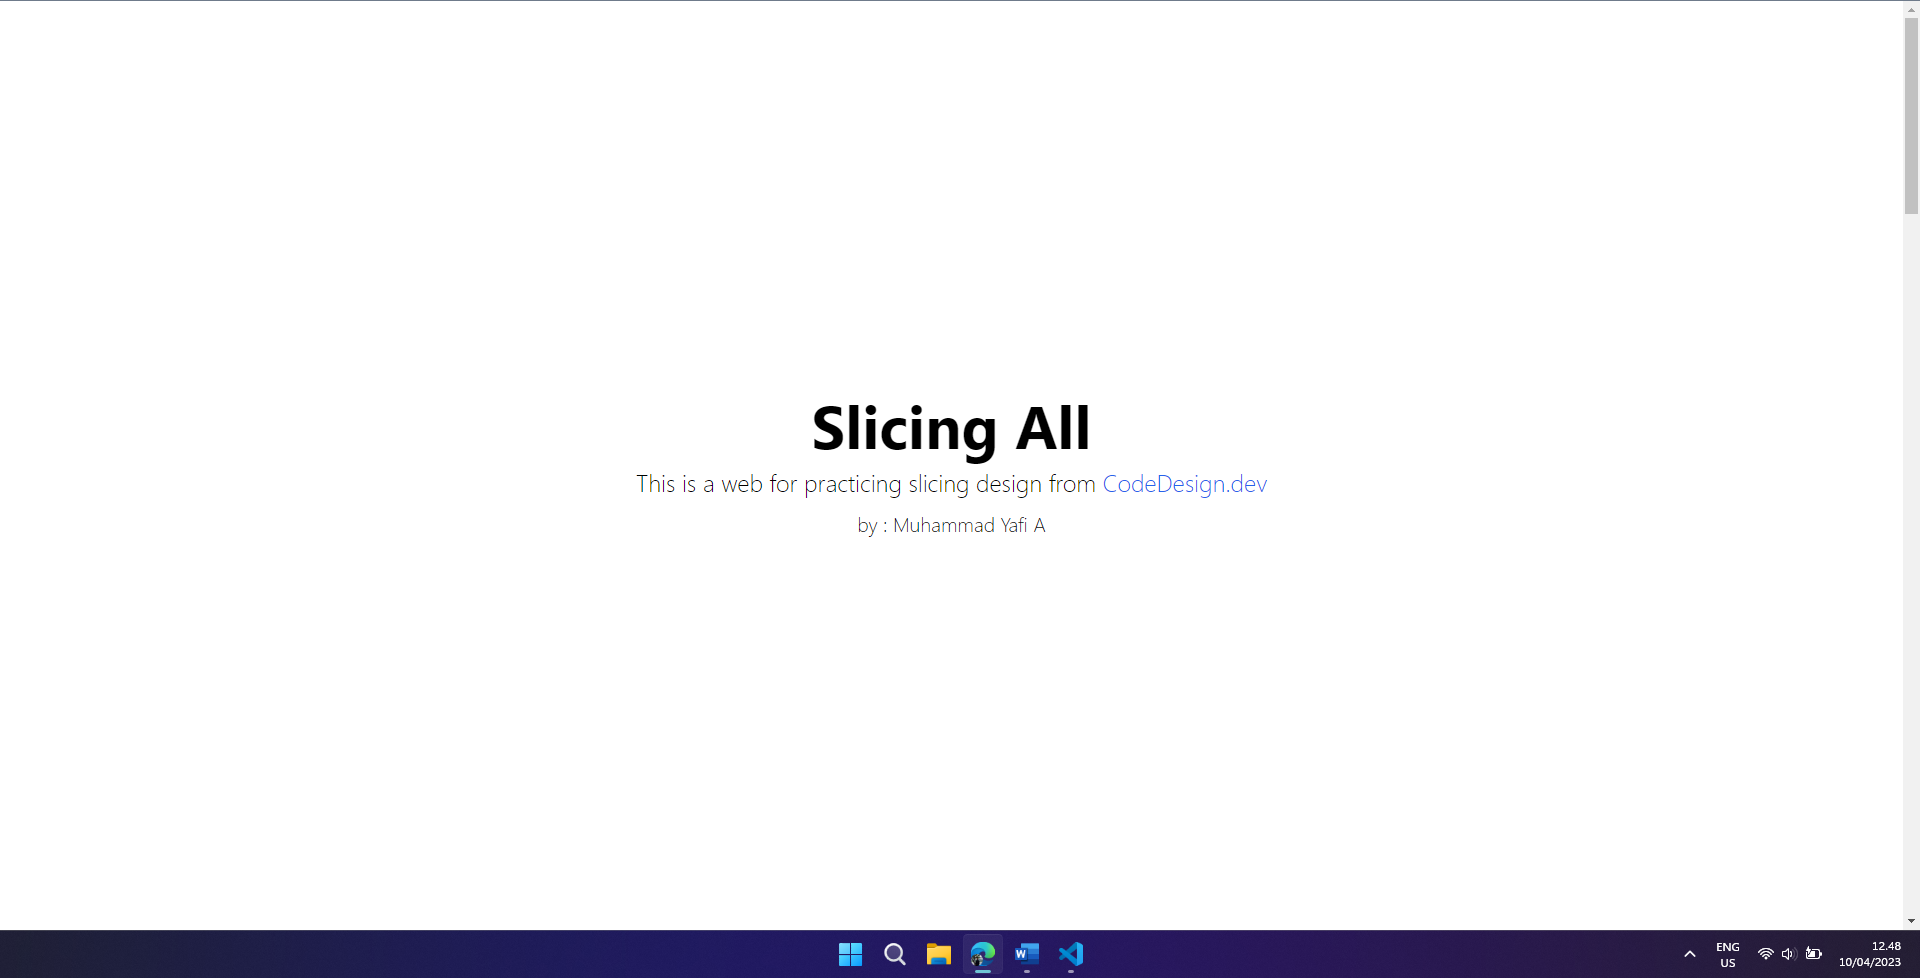 Slicing All
This is a web for practicing slicing design from CodeDesign.dev
by : Muhammad Yafi A
W
ENG
US
12.48
10/04/2023